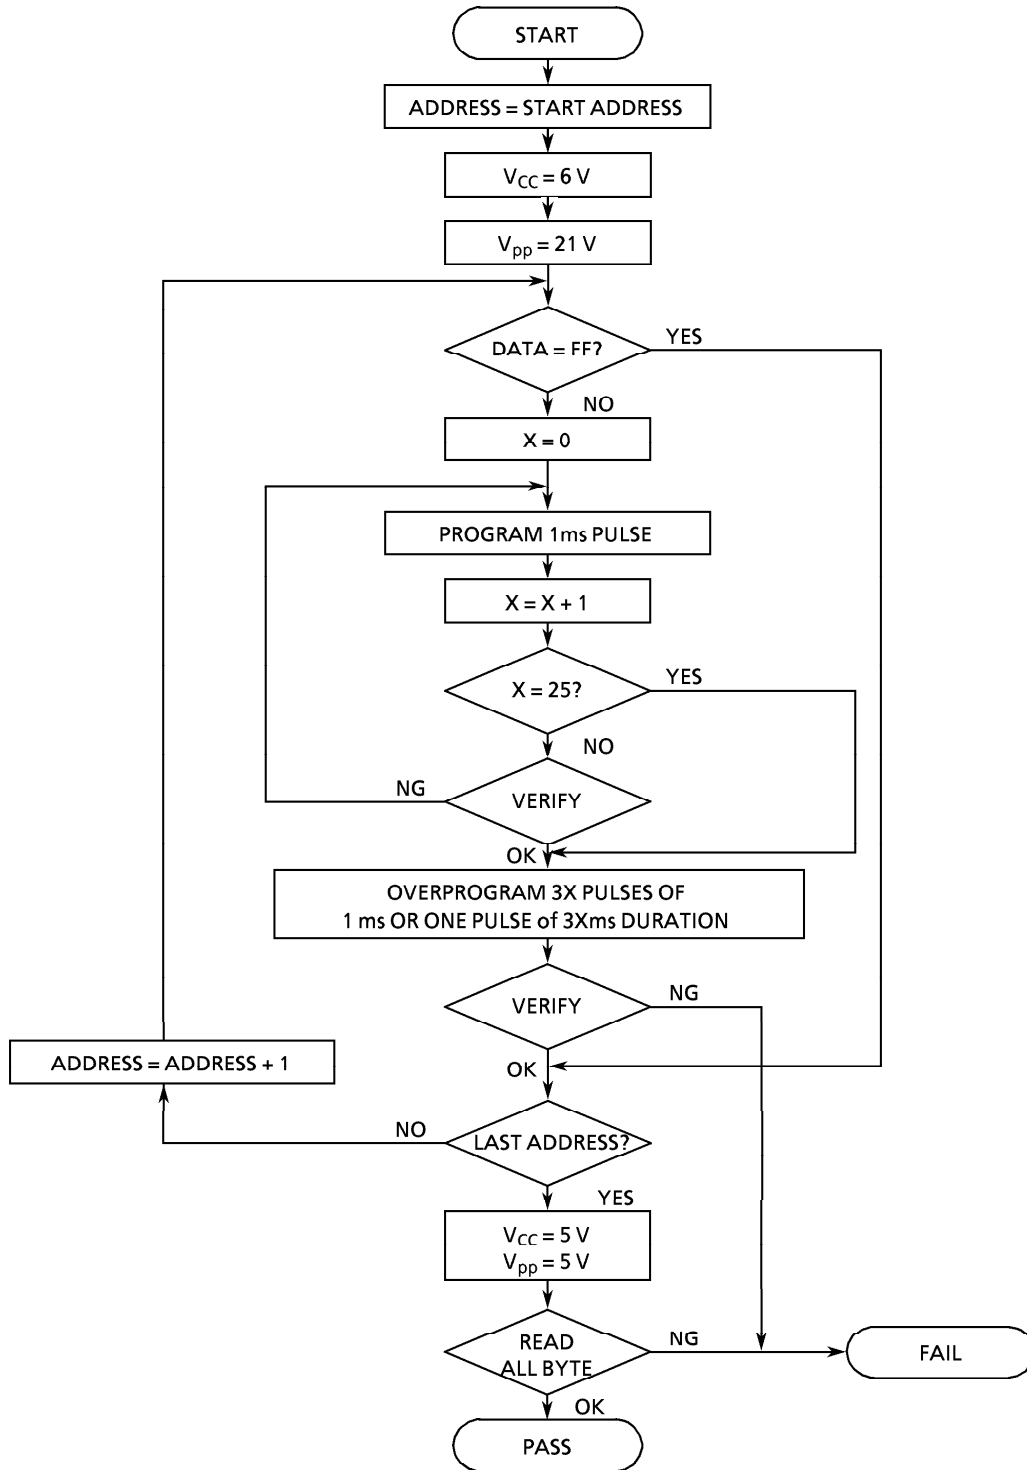 START
ADDRESS = START ADDRESS
VCC = 6 V
Vpp = 21 V
DATA = FF?
YES
NO
X = 0
PROGRAM 1ms PULSE
X = X + 1
X = 25?
YES
NO
VERIFY
NG
OK
OVERPROGRAM 3X PULSES OF
1 ms OR ONE PULSE of 3Xms DURATION
VERIFY
NG
OK
ADDRESS = ADDRESS + 1
LAST ADDRESS?
NO
YES
VCC = 5 V
Vpp = 5 V
READ
ALL BYTE
NG
FAIL
OK
PASS